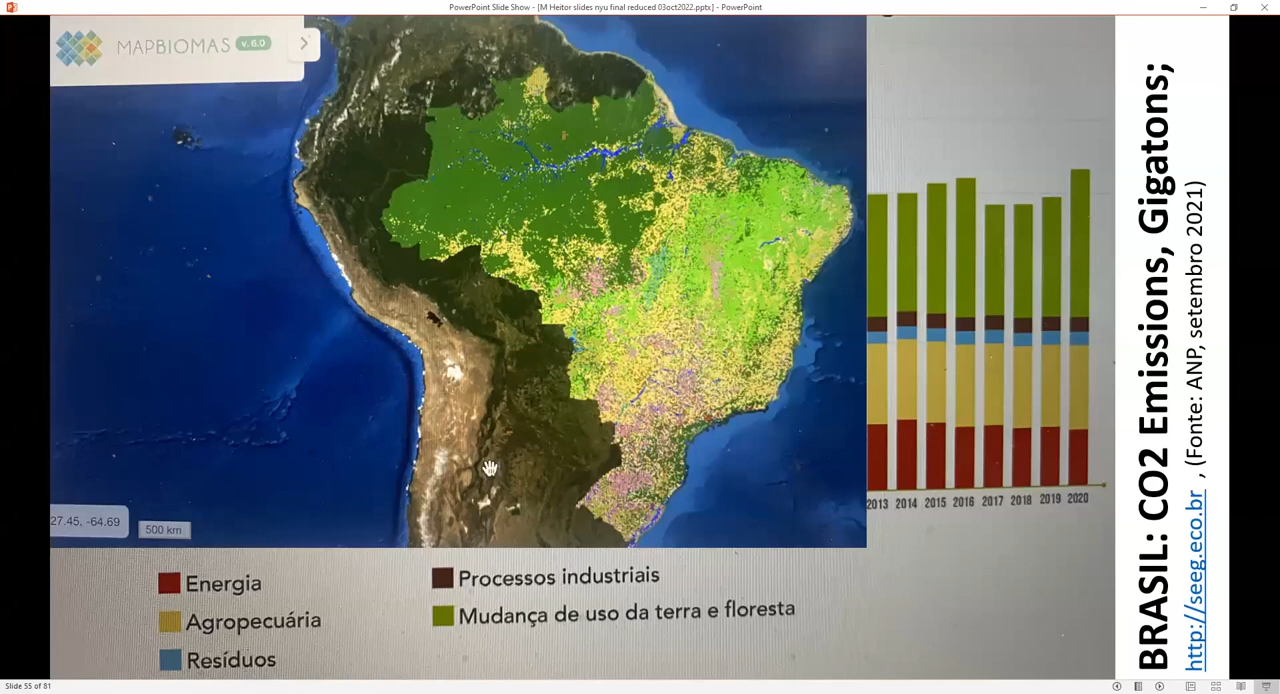 PowerPoint Slide Show - [M Heitor slides nyu final reduced 03oct2022.pptx] - PowerPoint
MAPBIOMAS v. 6.0
27.45, -64.69
500 km
2013 2014 2015 2016 2017 2018 2019 2020
Energia
Agropecuária
Resíduos
Processos industriais
Mudança de uso da terra e floresta
BRASIL: CO2 Emissions, Gigatons;
http://seeg.eco.br , (Fonte: ANP, setembro 2021)
Slide 55 of 81